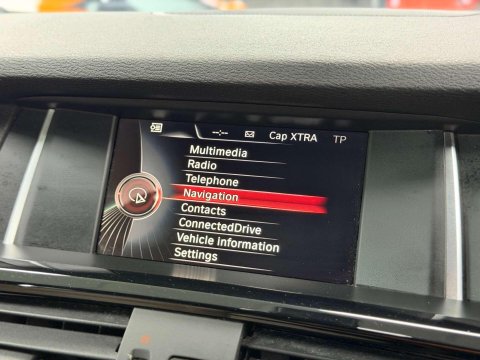 --:-- Cap XTRA TP
Multimedia
Radio
Telephone
Navigation
Contacts
ConnectedDrive
Vehicle information
Settings